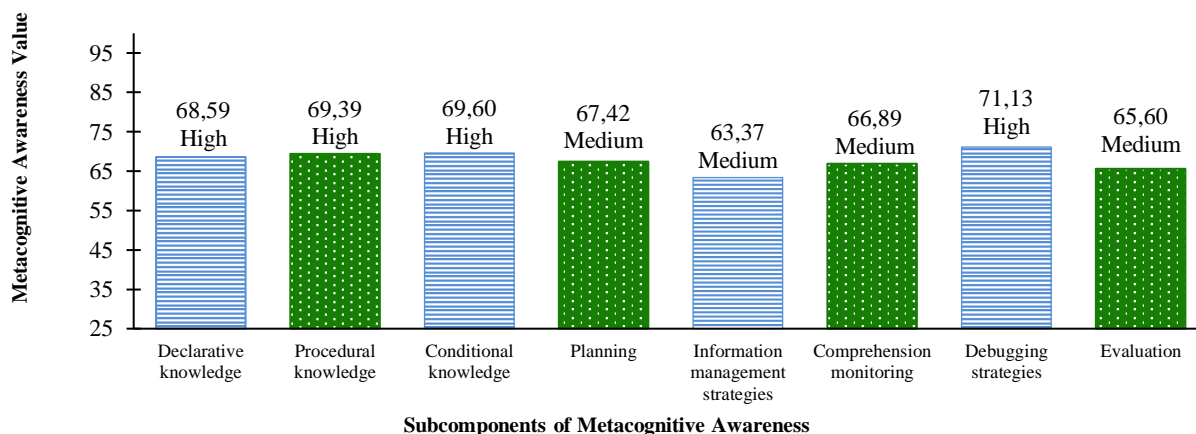 Metacognitive Awareness Value
95
85
75
65
55
45
35
25
68,59
High
69,39
High
69,60
High
67,42
Medium
63,37
Medium
66,89
Medium
71,13
High
65,60
Medium
Declarative
knowledge
Procedural
knowledge
Conditional
knowledge
Planning
Information
management
strategies
Comprehension
monitoring
Debugging
strategies
Evaluation
Subcomponents of Metacognitive Awareness